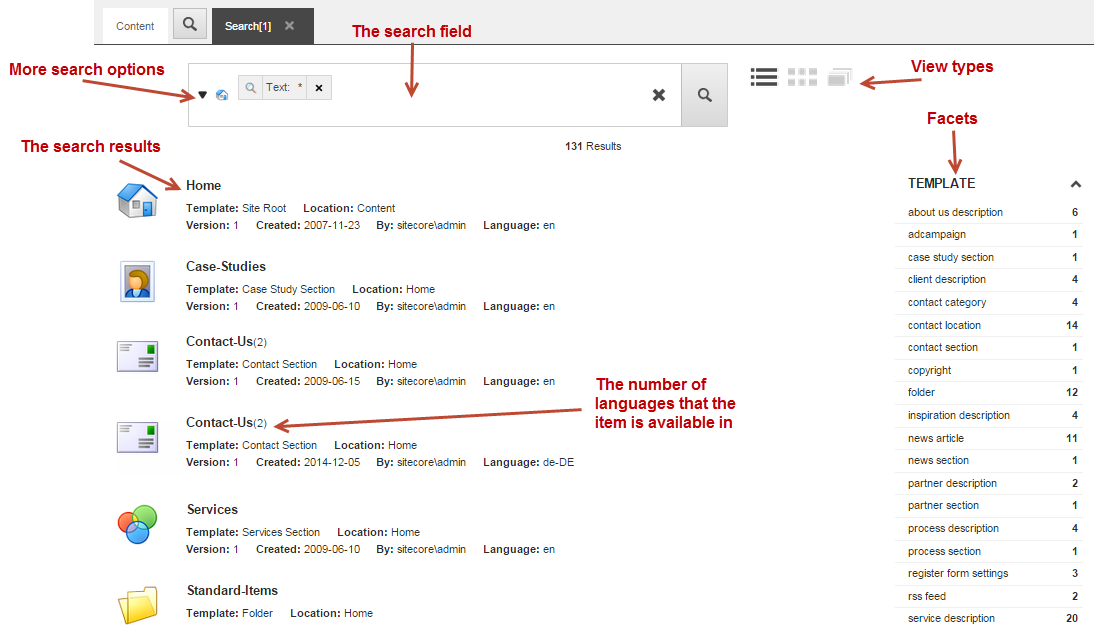 Content
Search[1]
The search field
More search options
View types
Text: *
Facets
131 Results
The search results
Home
Template: Site Root Location: Content
Version: 1 Created: 2007-11-23 By: sitecore\admin Language: en
Case-Studies
Template: Case Study Section Location: Home
Version: 1 Created: 2009-06-10 By: sitecore\admin Language: en
Contact-Us(2)
Template: Contact Section Location: Home
Version: 1 Created: 2009-06-15 By: sitecore\admin Language: en
The number of
languages that the
item is available in
Contact-Us(2)
Template: Contact Section Location: Home
Version: 1 Created: 2014-12-05 By: sitecore\admin Language: de-DE
Services
Template: Services Section Location: Home
Version: 1 Created: 2009-06-10 By: sitecore\admin Language: en
Standard-Items
Template: Folder Location: Home
TEMPLATE
about us description 6
adcampaign 1
case study section 1
client description 4
contact category 4
contact location 14
contact section 1
copyright 1
folder 12
inspiration description 4
news article 11
news section 1
partner description 2
partner section 1
process description 4
process section 1
register form settings 3
rss feed 2
service description 20